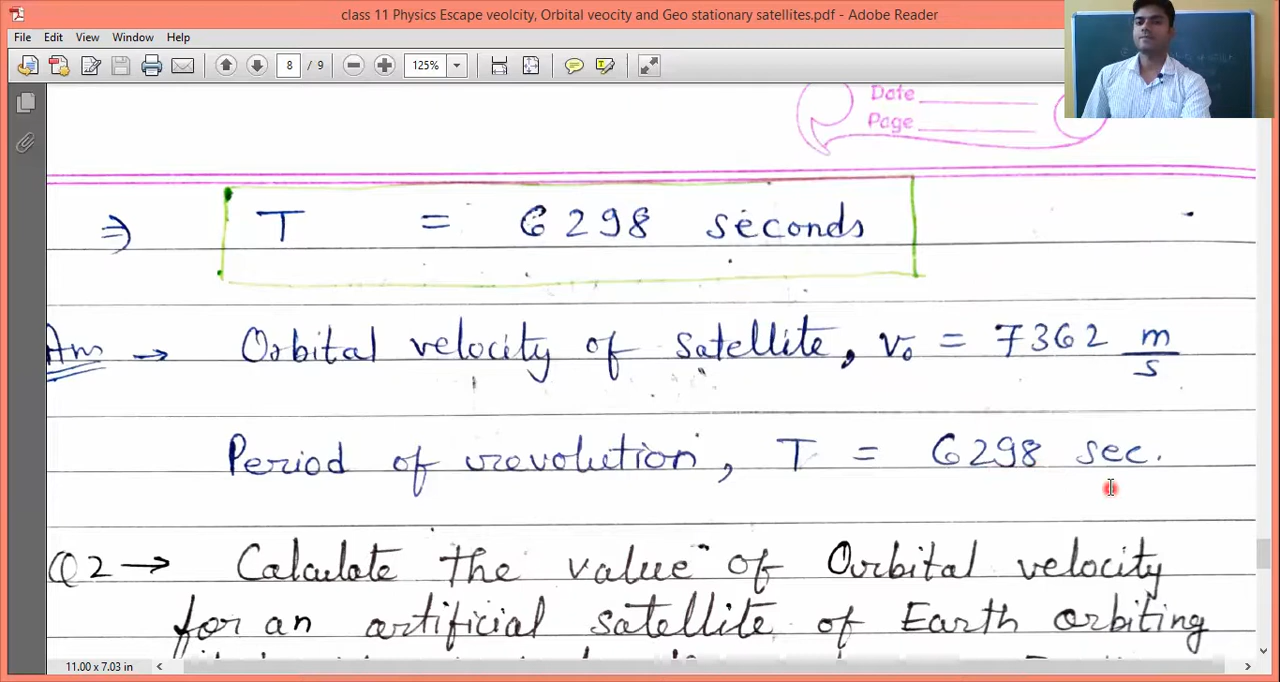 class 11 Physics Escape veolcity, Orbital veocity and Geo stationary satellites.pdf - Adobe Reader
File Edit View Window Help
8 / 9 125%
Date
Page
⇒ T = 6298 seconds
Ans → Orbital velocity of satellite, v₀ = 7362 m/s
Period of revolution, T = 6298 sec.
Q2 → Calculate the value of Orbital velocity
for an artificial satellite of Earth orbiting
11.00 x 7.03 in